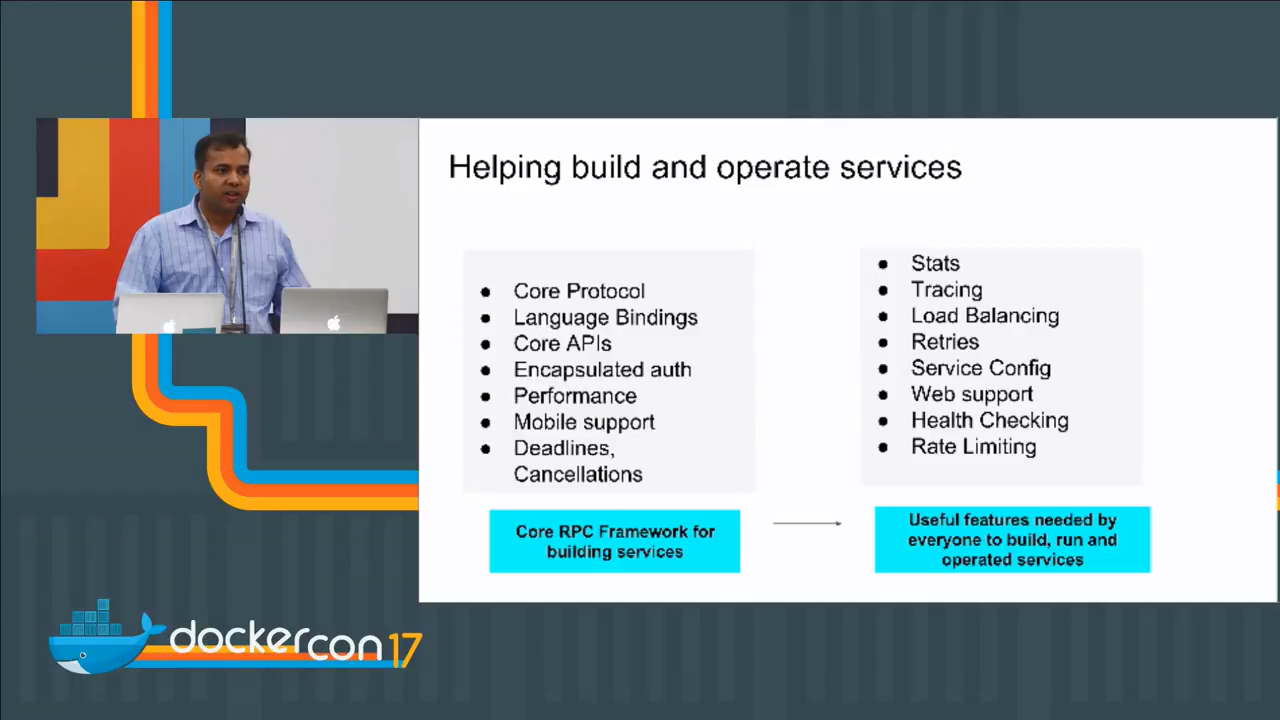 Helping build and operate services
● Core Protocol
● Language Bindings
● Core APIs
● Encapsulated auth
● Performance
● Mobile support
● Deadlines,
Cancellations
Core RPC Framework for
building services
● Stats
● Tracing
● Load Balancing
● Retries
● Service Config
● Web support
● Health Checking
● Rate Limiting
Useful features needed by
everyone to build, run and
operated services
dockercon 17